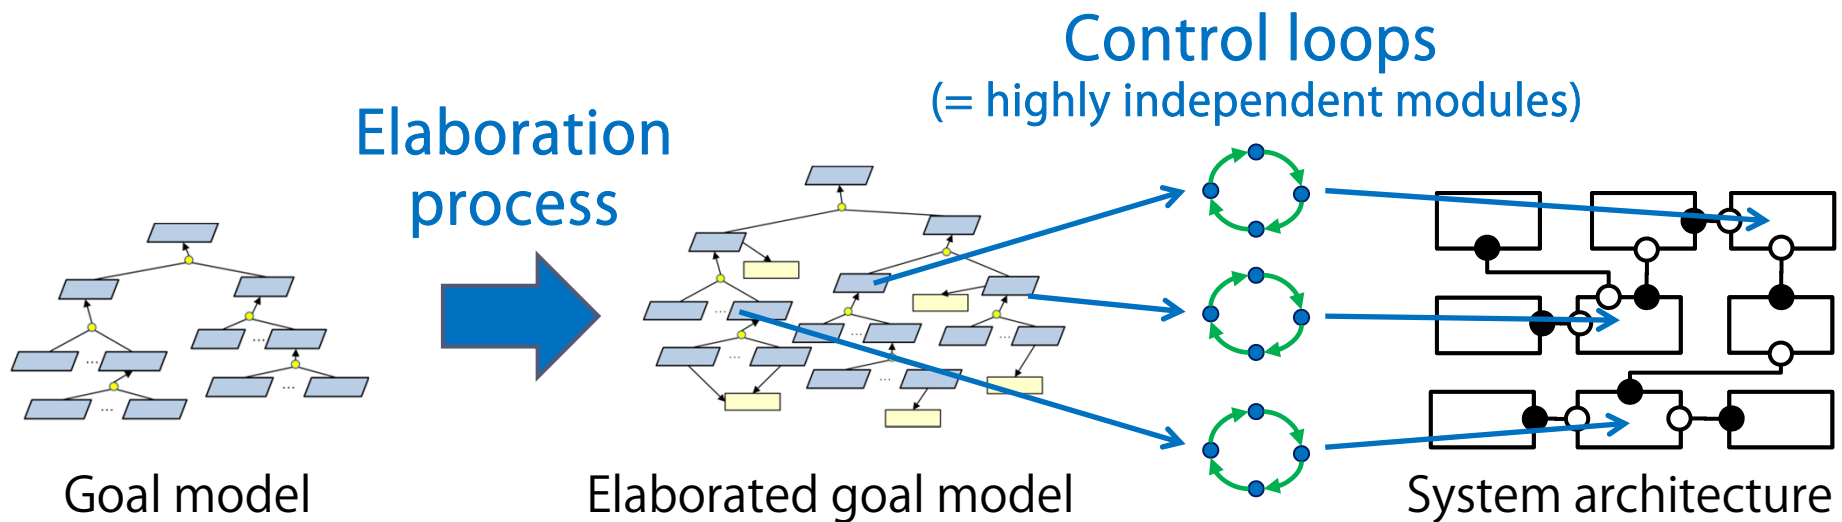 Control loops
(= highly independent modules)
Elaboration
process
...
...
...
...
...
...
...
...
...
Goal model
Elaborated goal model
System architecture